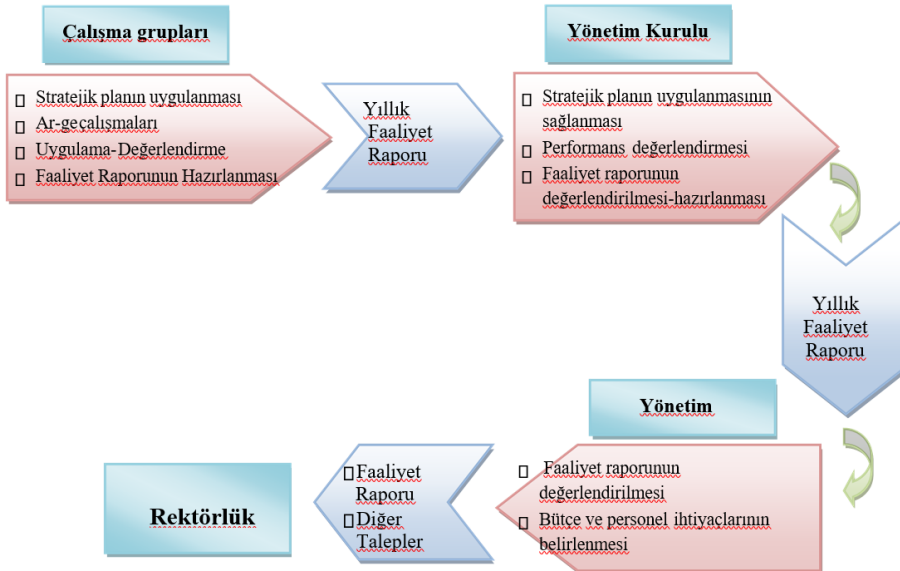 Çalışma grupları
Stratejik planın uygulanması
Ar-geçalışmaları
Uygulama-Değerlendirme
Faaliyet Raporunun Hazırlanması
Yıllık
Faaliyet
Raporu
Yönetim Kurulu
Stratejik planın uygulanmasının
sağlanması
Performans değerlendirmesi
Faaliyet raporunun
değerlendirilmesi-hazırlanması
Yıllık
Faaliyet
Raporu
Yönetim
Faaliyet raporunun
değerlendirilmesi
Bütçe ve personel ihtiyaçlarının
belirlenmesi
Faaliyet
Raporu
Diğer
Talepler
Rektörlük